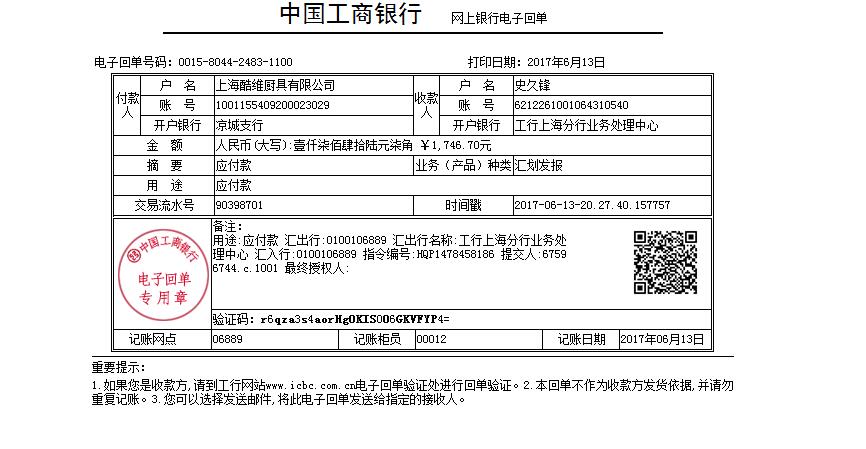 中国工商银行 网上银行电子回单
电子回单号码：0015-8044-2483-1100 打印日期：2017年6月13日
付款人 户 名 上海酷维厨具有限公司 收款人 户 名 史久锋
账 号 1001155409200023029 账 号 6212261001064310540
开户银行 凉城支行 开户银行 工行上海分行业务处理中心
金 额 人民币(大写):壹仟柒佰肆拾陆元柒角 ￥1,746.70元
摘 要 应付款 业务（产品）种类 汇划发报
用 途 应付款
交易流水号 90398701 时间戳 2017-06-13-20.27.40.157757
中国工商银行
电子回单
专用章
备注：
用途:应付款 汇出行:0100106889 汇出行名称:工行上海分行业务处
理中心 汇入行:0100106889 指令编号:HQP1478458186 提交人:6759
6744.c.1001 最终授权人:
验证码：r6qza3s4aorHgOKISO06GKVFYP4=
记账网点 06889 记账柜员 00012 记账日期 2017年06月13日
重要提示：
1.如果您是收款方,请到工行网站www.icbc.com.cn电子回单验证处进行回单验证。2.本回单不作为收款方发货依据,并请勿
重复记账。3.您可以选择发送邮件,将此电子回单发送给指定的接收人。